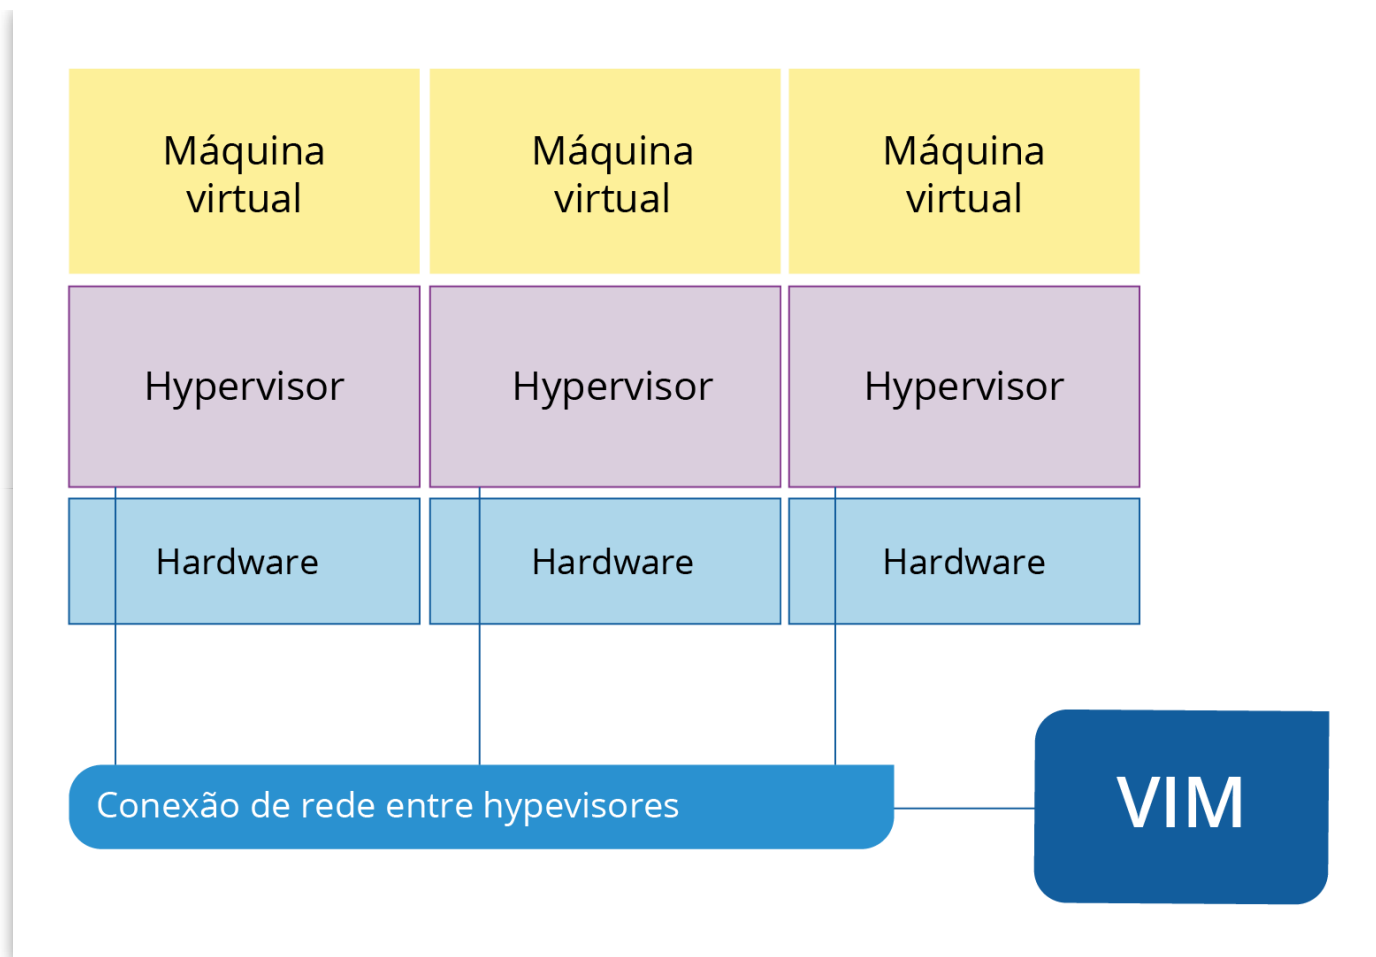 Máquina
virtual
Máquina
virtual
Máquina
virtual
Hypervisor
Hypervisor
Hypervisor
Hardware
Hardware
Hardware
Conexão de rede entre hypevisores
VIM